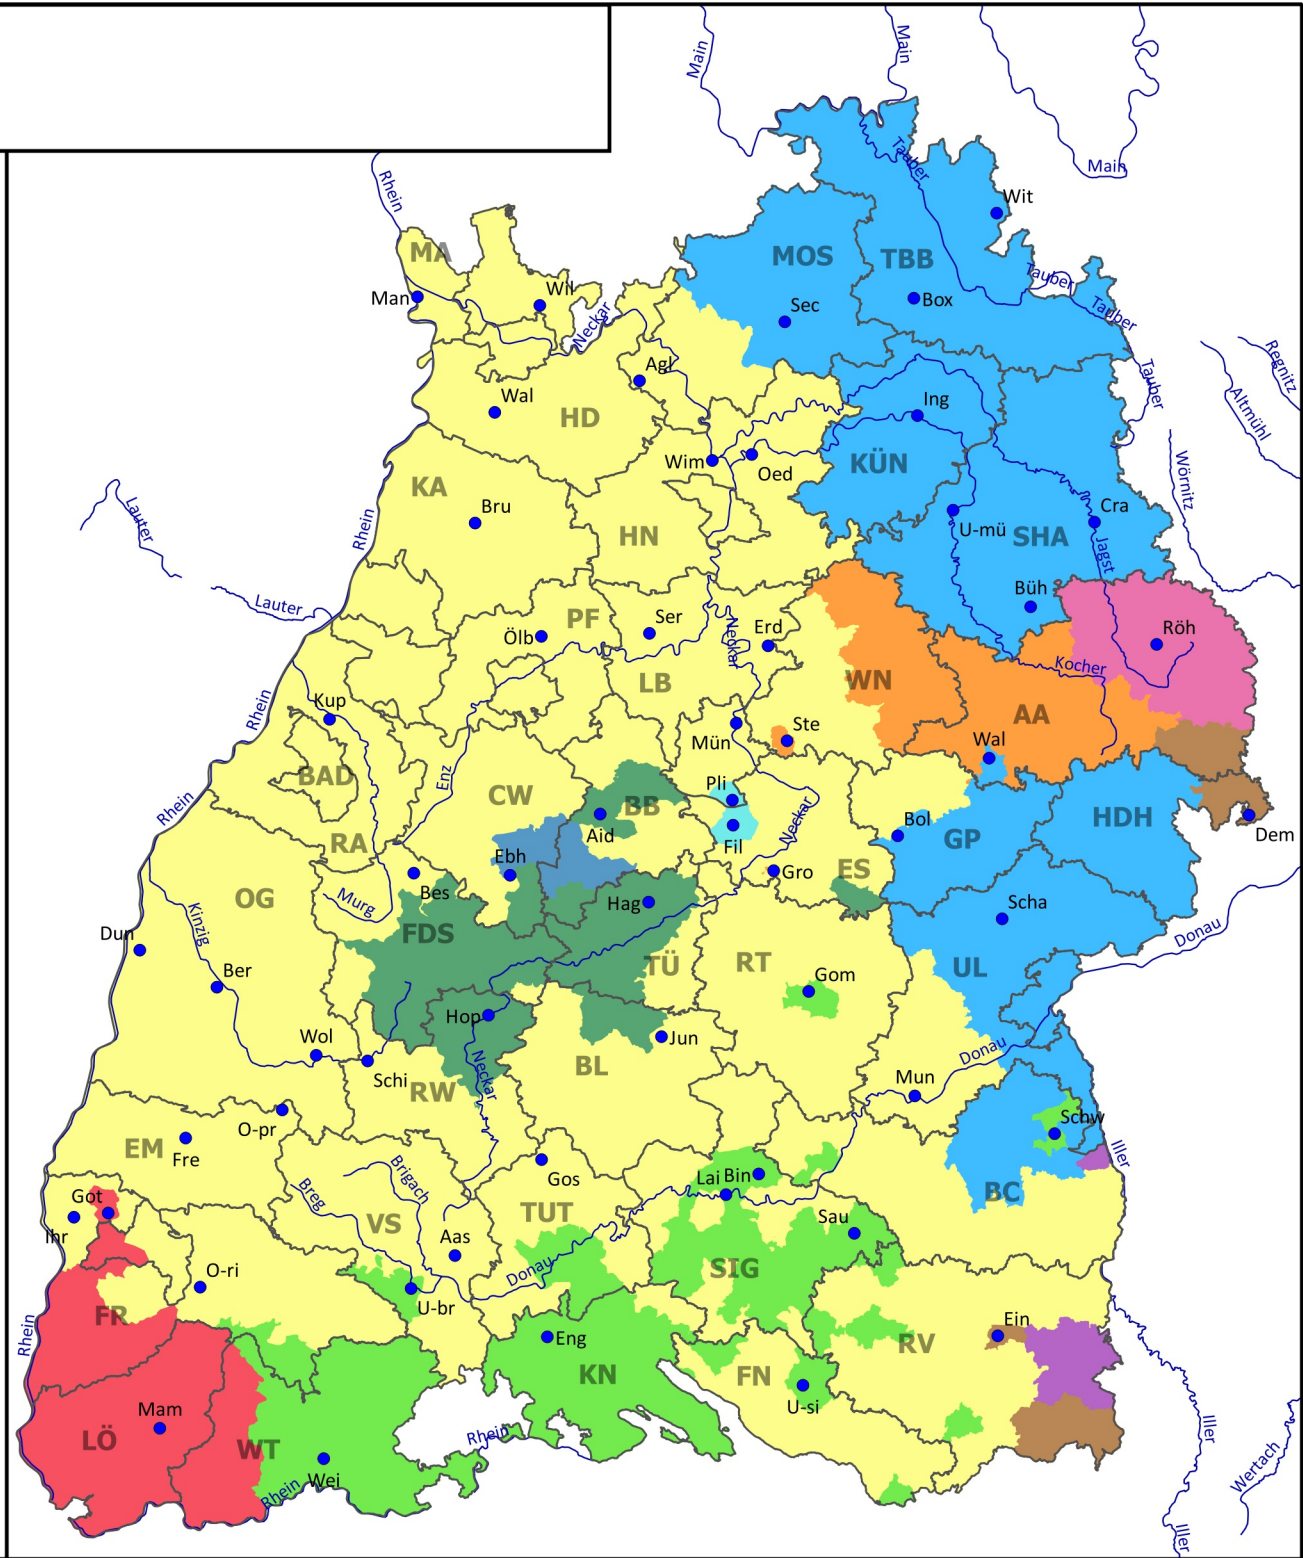 Main
Main
Main
Rhein
Tauber
Wit
MA
MOS
TBB
Tauber
Man
Wil
Sec
Box
Neckar
Tauber
Regnitz
Agl
Tauber
Wal
HD
Ing
Altmühl
Wim
Oed
KÜN
KA
Wörnitz
Bru
Lauter
Rhein
HN
U-mü
SHA
Cra
Jagst
Lauter
Büh
PF
Ser
Erd
Röh
Ölb
Neckar
Kocher
LB
WN
Rhein
Kup
AA
Ste
Mün
Wal
BAD
Enz
CW
Pli
BB
Rhein
Neckar
Bol
HDH
Aid
Fil
GP
Dem
RA
Ebh
Gro
ES
OG
Murg
Bes
Hag
Scha
Kinzig
Dun
FDS
Donau
Ber
TÜ
RT
Gom
UL
Hop
Wol
Jun
Schi
Neckar
BL
Donau
RW
Mun
O-pr
Schw
EM
Fre
Iller
Brigach
Gos
Lai
Bin
Breg
BC
Got
Ihr
VS
TUT
Sau
Aas
O-ri
Donau
SIG
U-br
FR
Rhein
Eng
Ein
RV
KN
FN
U-si
Mam
LÖ
WT
Rhein
Iller
Wei
Wertach
Rhein
Iller